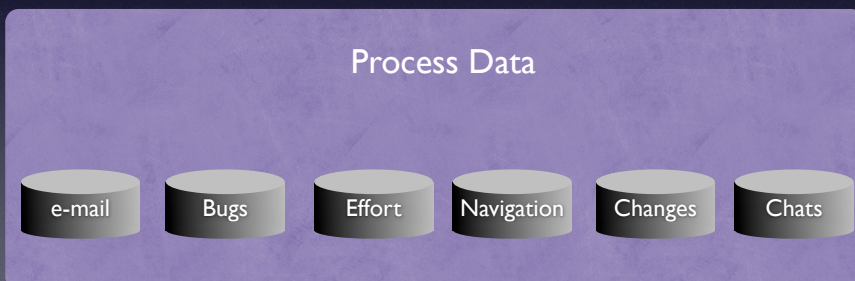 Process Data
e-mail Bugs Effort Navigation Changes Chats